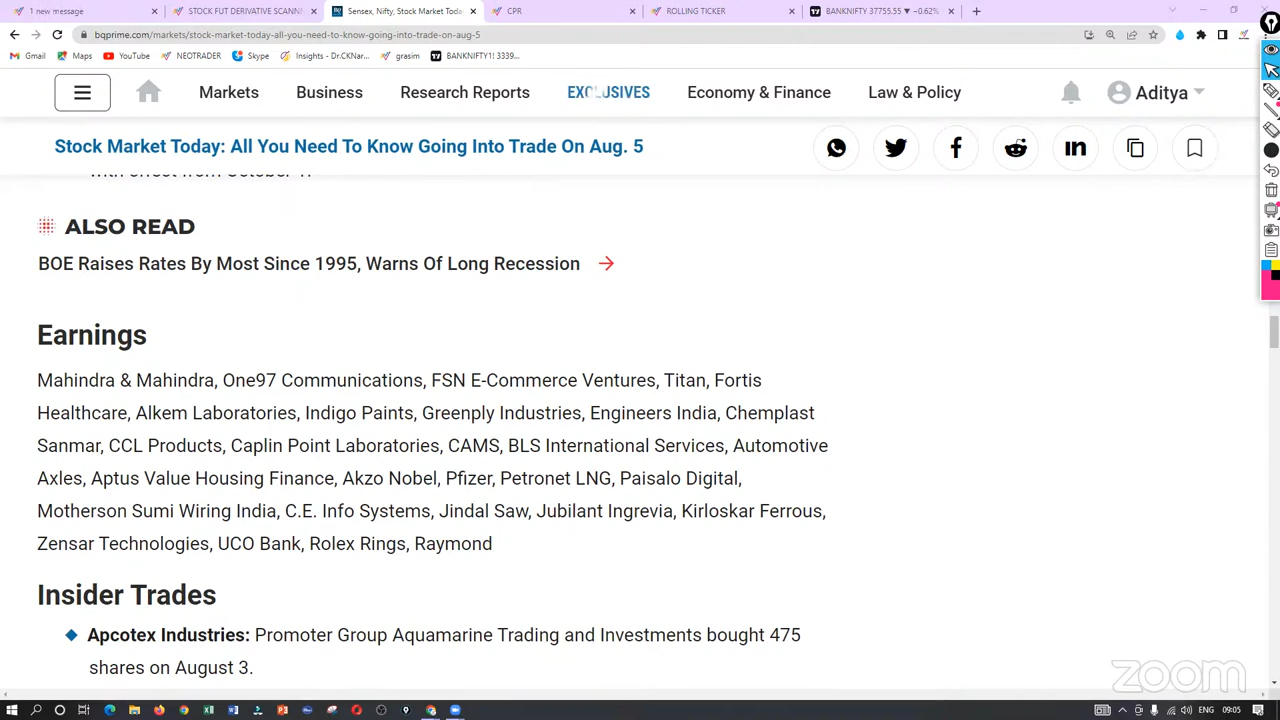 1 new message
STOCK FUT DERIVATIVE SCANN
Sensex, Nifty, Stock Market Toda
CPR
ROLLING TICKER
BANKNIFTY 37755.55 ▼ −0.62%
bqprime.com/markets/stock-market-today-all-you-need-to-know-going-into-trade-on-aug-5
Gmail
Maps
YouTube
NEOTRADER
Skype
Insights - Dr.CKNar...
grasim
BANKNIFTY1! 3339...
Markets
Business
Research Reports
EXCLUSIVES
Economy & Finance
Law & Policy
Aditya
Stock Market Today: All You Need To Know Going Into Trade On Aug. 5
with effect from October 1.
ALSO READ
BOE Raises Rates By Most Since 1995, Warns Of Long Recession
Earnings
Mahindra & Mahindra, One97 Communications, FSN E-Commerce Ventures, Titan, Fortis
Healthcare, Alkem Laboratories, Indigo Paints, Greenply Industries, Engineers India, Chemplast
Sanmar, CCL Products, Caplin Point Laboratories, CAMS, BLS International Services, Automotive
Axles, Aptus Value Housing Finance, Akzo Nobel, Pfizer, Petronet LNG, Paisalo Digital,
Motherson Sumi Wiring India, C.E. Info Systems, Jindal Saw, Jubilant Ingrevia, Kirloskar Ferrous,
Zensar Technologies, UCO Bank, Rolex Rings, Raymond
Insider Trades
Apcotex Industries: Promoter Group Aquamarine Trading and Investments bought 475
shares on August 3.
zoom
ENG
09:05